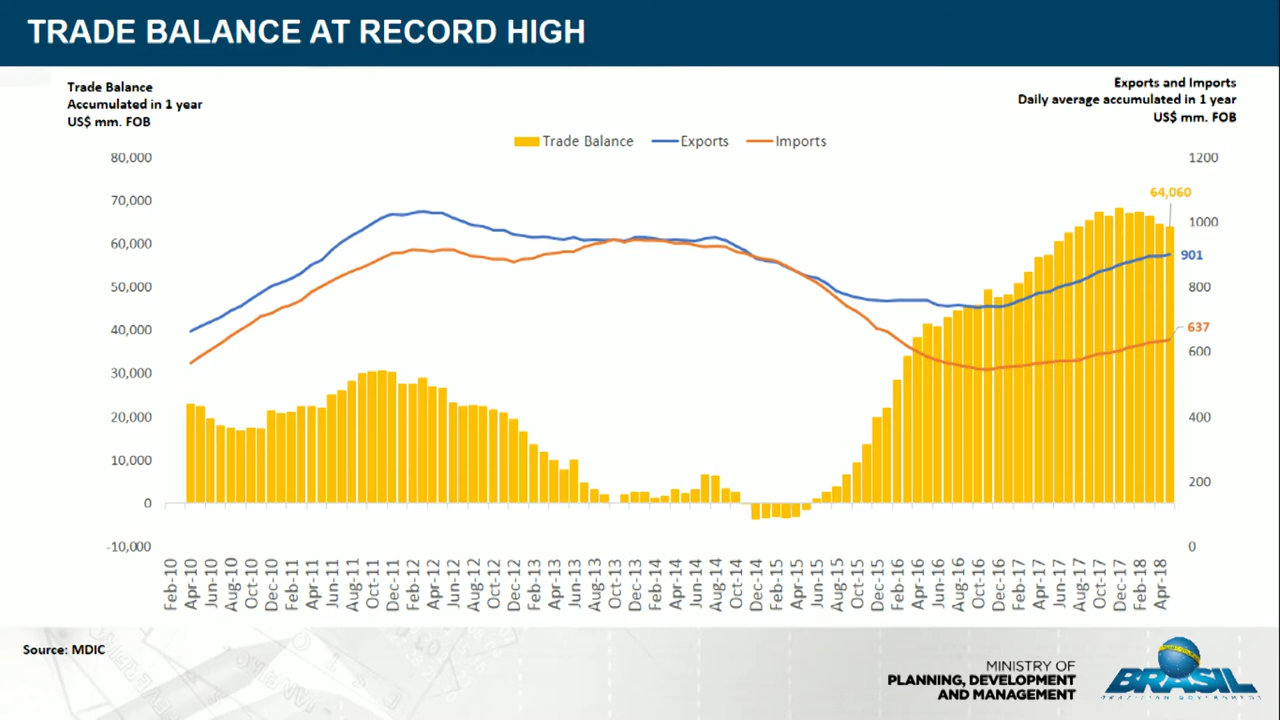 TRADE BALANCE AT RECORD HIGH
Trade Balance
Accumulated in 1 year
US$ mm. FOB
Exports and Imports
Daily average accumulated in 1 year
US$ mm. FOB
Trade Balance Exports Imports
80,000
70,000
60,000
50,000
40,000
30,000
20,000
10,000
0
-10,000
1200
1000
800
600
400
200
0
64,060
901
637
Feb-10
Apr-10
Jun-10
Aug-10
Oct-10
Dec-10
Feb-11
Apr-11
Jun-11
Aug-11
Oct-11
Dec-11
Feb-12
Apr-12
Jun-12
Aug-12
Oct-12
Dec-12
Feb-13
Apr-13
Jun-13
Aug-13
Oct-13
Dec-13
Feb-14
Apr-14
Jun-14
Aug-14
Oct-14
Dec-14
Feb-15
Apr-15
Jun-15
Aug-15
Oct-15
Dec-15
Feb-16
Apr-16
Jun-16
Aug-16
Oct-16
Dec-16
Feb-17
Apr-17
Jun-17
Aug-17
Oct-17
Dec-17
Feb-18
Apr-18
Source: MDIC
MINISTRY OF
PLANNING, DEVELOPMENT
AND MANAGEMENT
BRASIL
BRAZILIAN GOVERNMENT